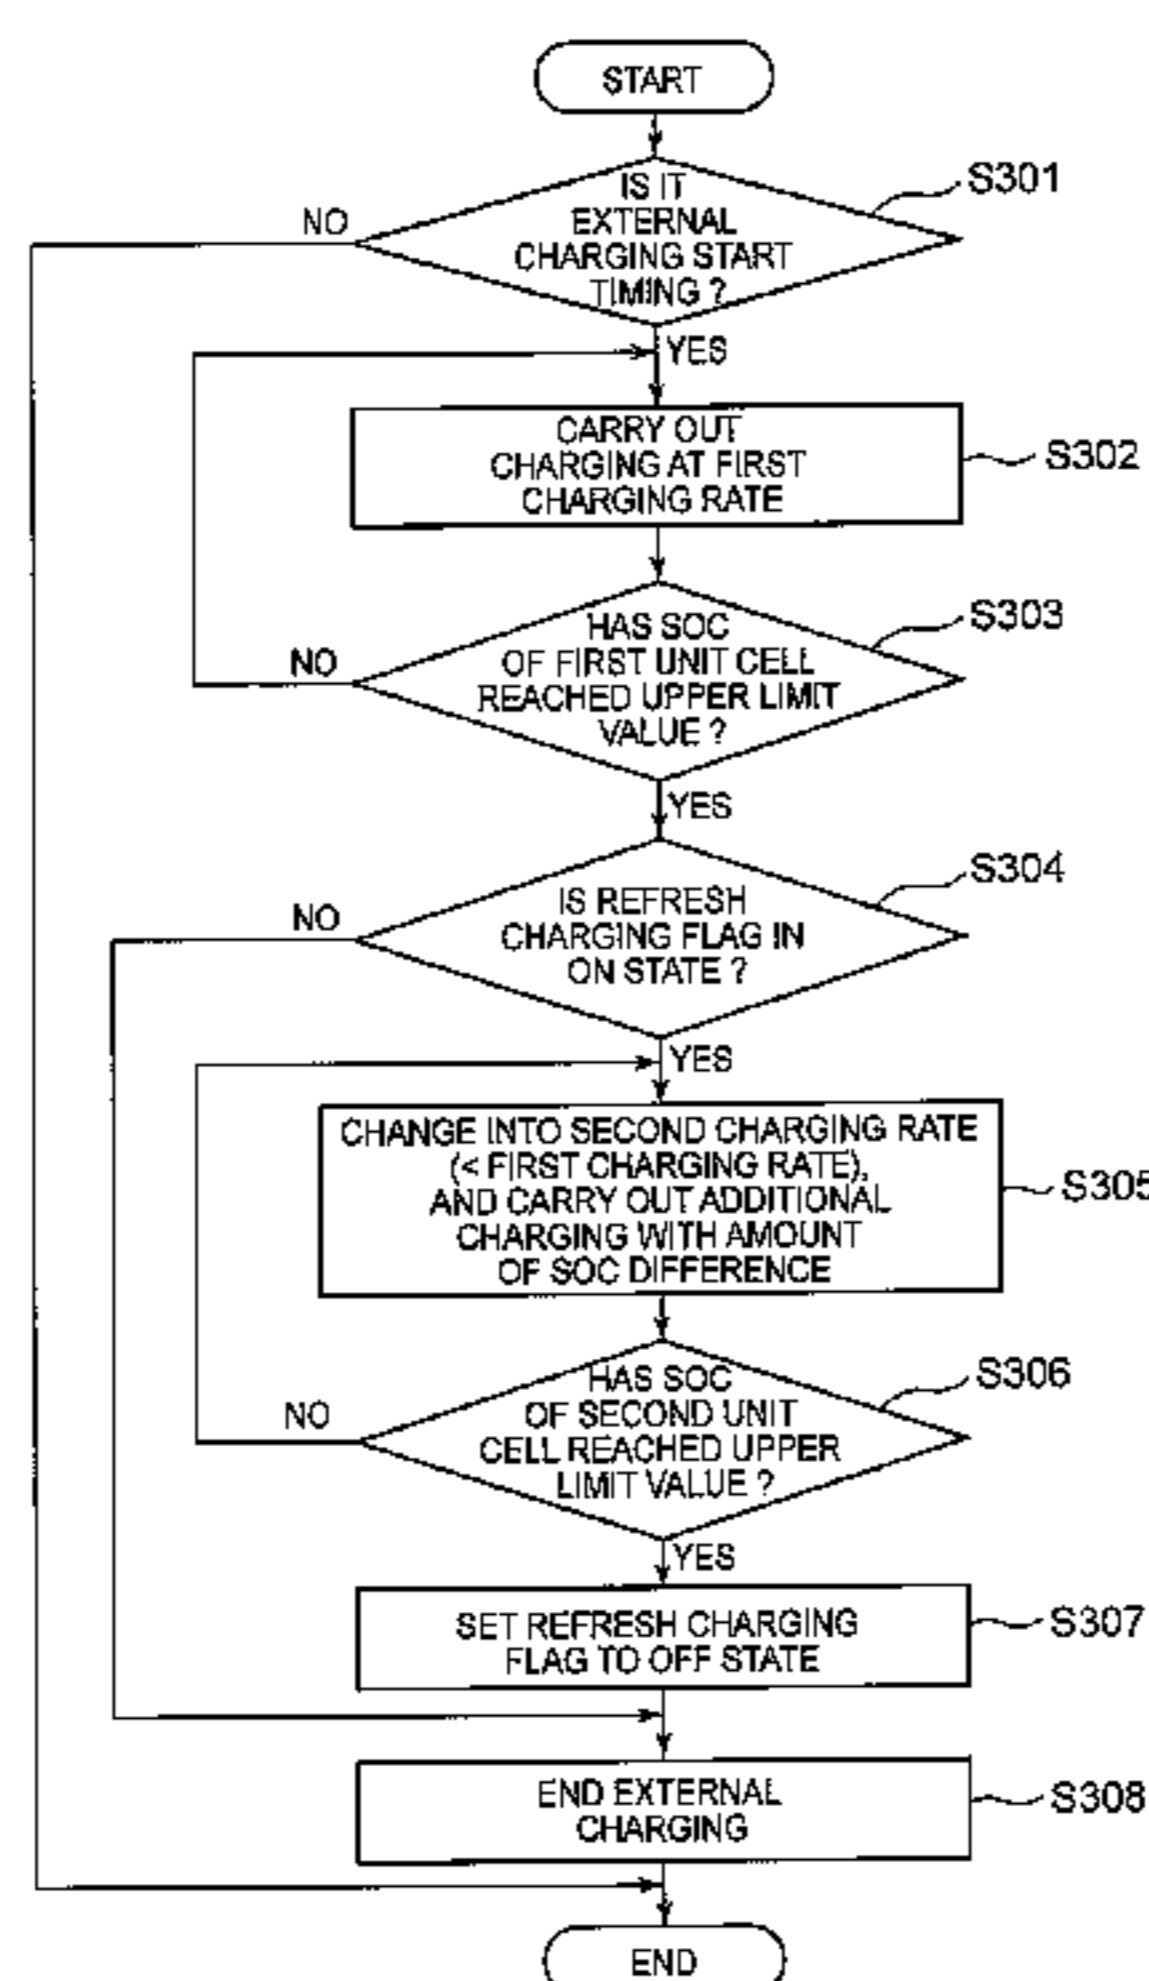 START
IS IT
EXTERNAL
CHARGING START
TIMING ?
S301
NO
YES
CARRY OUT
CHARGING AT FIRST
CHARGING RATE
S302
HAS SOC
OF FIRST UNIT CELL
REACHED UPPER LIMIT
VALUE ?
S303
NO
YES
IS REFRESH
CHARGING FLAG IN
ON STATE ?
S304
NO
YES
CHANGE INTO SECOND CHARGING RATE
(< FIRST CHARGING RATE),
AND CARRY OUT ADDITIONAL
CHARGING WITH AMOUNT
OF SOC DIFFERENCE
S305
HAS SOC
OF SECOND UNIT
CELL REACHED UPPER
LIMIT VALUE ?
S306
NO
YES
SET REFRESH CHARGING
FLAG TO OFF STATE
S307
END EXTERNAL
CHARGING
S308
END